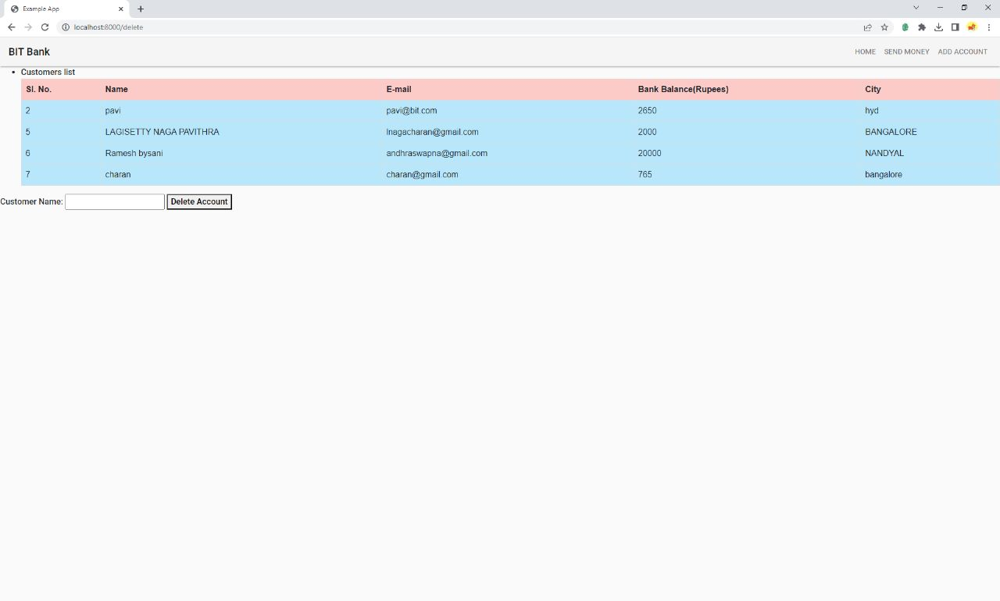 Example App
localhost:8000/delete
BIT Bank HOME SEND MONEY ADD ACCOUNT
• Customers list
Sl. No. Name E-mail Bank Balance(Rupees) City
2 pavi pavi@bit.com 2650 hyd
5 LAGISETTY NAGA PAVITHRA lnagacharan@gmail.com 2000 BANGALORE
6 Ramesh bysani andhraswapna@gmail.com 20000 NANDYAL
7 charan charan@gmail.com 765 bangalore
Customer Name: Delete Account